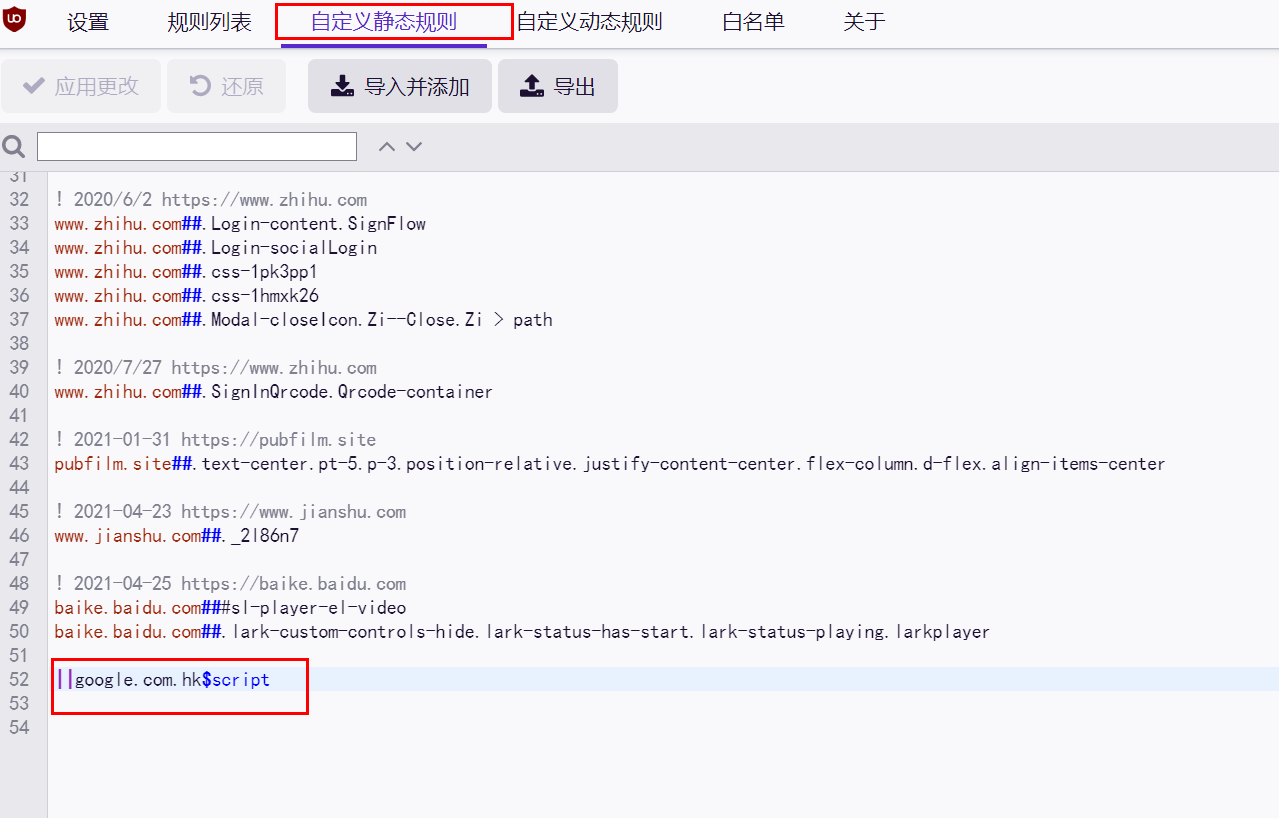 UO
设置 规则列表 自定义静态规则 自定义动态规则 白名单 关于
应用更改 还原 导入并添加 导出
31
32 ! 2020/6/2 https://www.zhihu.com
33 www.zhihu.com##.Login-content.SignFlow
34 www.zhihu.com##.Login-socialLogin
35 www.zhihu.com##.css-1pk3pp1
36 www.zhihu.com##.css-1hmxk26
37 www.zhihu.com##.Modal-closeIcon.Zi--Close.Zi > path
38
39 ! 2020/7/27 https://www.zhihu.com
40 www.zhihu.com##.SignInQrcode.Qrcode-container
41
42 ! 2021-01-31 https://pubfilm.site
43 pubfilm.site##.text-center.pt-5.p-3.position-relative.justify-content-center.flex-column.d-flex.align-items-center
44
45 ! 2021-04-23 https://www.jianshu.com
46 www.jianshu.com##._2l86n7
47
48 ! 2021-04-25 https://baike.baidu.com
49 baike.baidu.com###sl-player-el-video
50 baike.baidu.com##.lark-custom-controls-hide.lark-status-has-start.lark-status-playing.larkplayer
51
52 ||google.com.hk$script
53
54